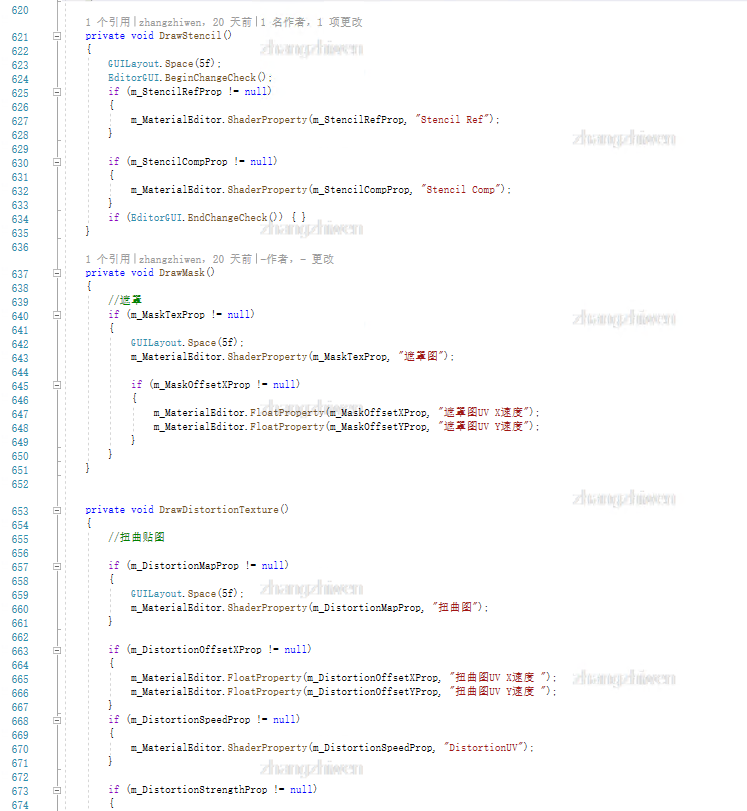 620
1 个引用|zhangzhiwen，20 天前|1 名作者，1 项更改
621 private void DrawStencil()
622 {
623 GUILayout.Space(5f);
624 EditorGUI.BeginChangeCheck();
625 if (m_StencilRefProp != null)
626 {
627 m_MaterialEditor.ShaderProperty(m_StencilRefProp, "Stencil Ref");
628 }
629
630 if (m_StencilCompProp != null)
631 {
632 m_MaterialEditor.ShaderProperty(m_StencilCompProp, "Stencil Comp");
633 }
634 if (EditorGUI.EndChangeCheck()) { }
635 }
636
1 个引用|zhangzhiwen，20 天前|-作者，- 更改
637 private void DrawMask()
638 {
639 //遮罩
640 if (m_MaskTexProp != null)
641 {
642 GUILayout.Space(5f);
643 m_MaterialEditor.ShaderProperty(m_MaskTexProp, "遮罩图");
644
645 if (m_MaskOffsetXProp != null)
646 {
647 m_MaterialEditor.FloatProperty(m_MaskOffsetXProp, "遮罩图UV X速度");
648 m_MaterialEditor.FloatProperty(m_MaskOffsetYProp, "遮罩图UV Y速度");
649 }
650 }
651 }
652
653 private void DrawDistortionTexture()
654 {
655 //扭曲贴图
656
657 if (m_DistortionMapProp != null)
658 {
659 GUILayout.Space(5f);
660 m_MaterialEditor.ShaderProperty(m_DistortionMapProp, "扭曲图");
661 }
662
663 if (m_DistortionOffsetXProp != null)
664 {
665 m_MaterialEditor.FloatProperty(m_DistortionOffsetXProp, "扭曲图UV X速度 ");
666 m_MaterialEditor.FloatProperty(m_DistortionOffsetYProp, "扭曲图UV Y速度 ");
667 }
668 if (m_DistortionSpeedProp != null)
669 {
670 m_MaterialEditor.ShaderProperty(m_DistortionSpeedProp, "DistortionUV");
671 }
672
673 if (m_DistortionStrengthProp != null)
674 {
zhangzhiwen
zhangzhiwen
zhangzhiwen
zhangzhiwen
zhangzhiwen
zhangzhiwen
zhangzhiwen
zhangzhiwen
zhangzhiwen